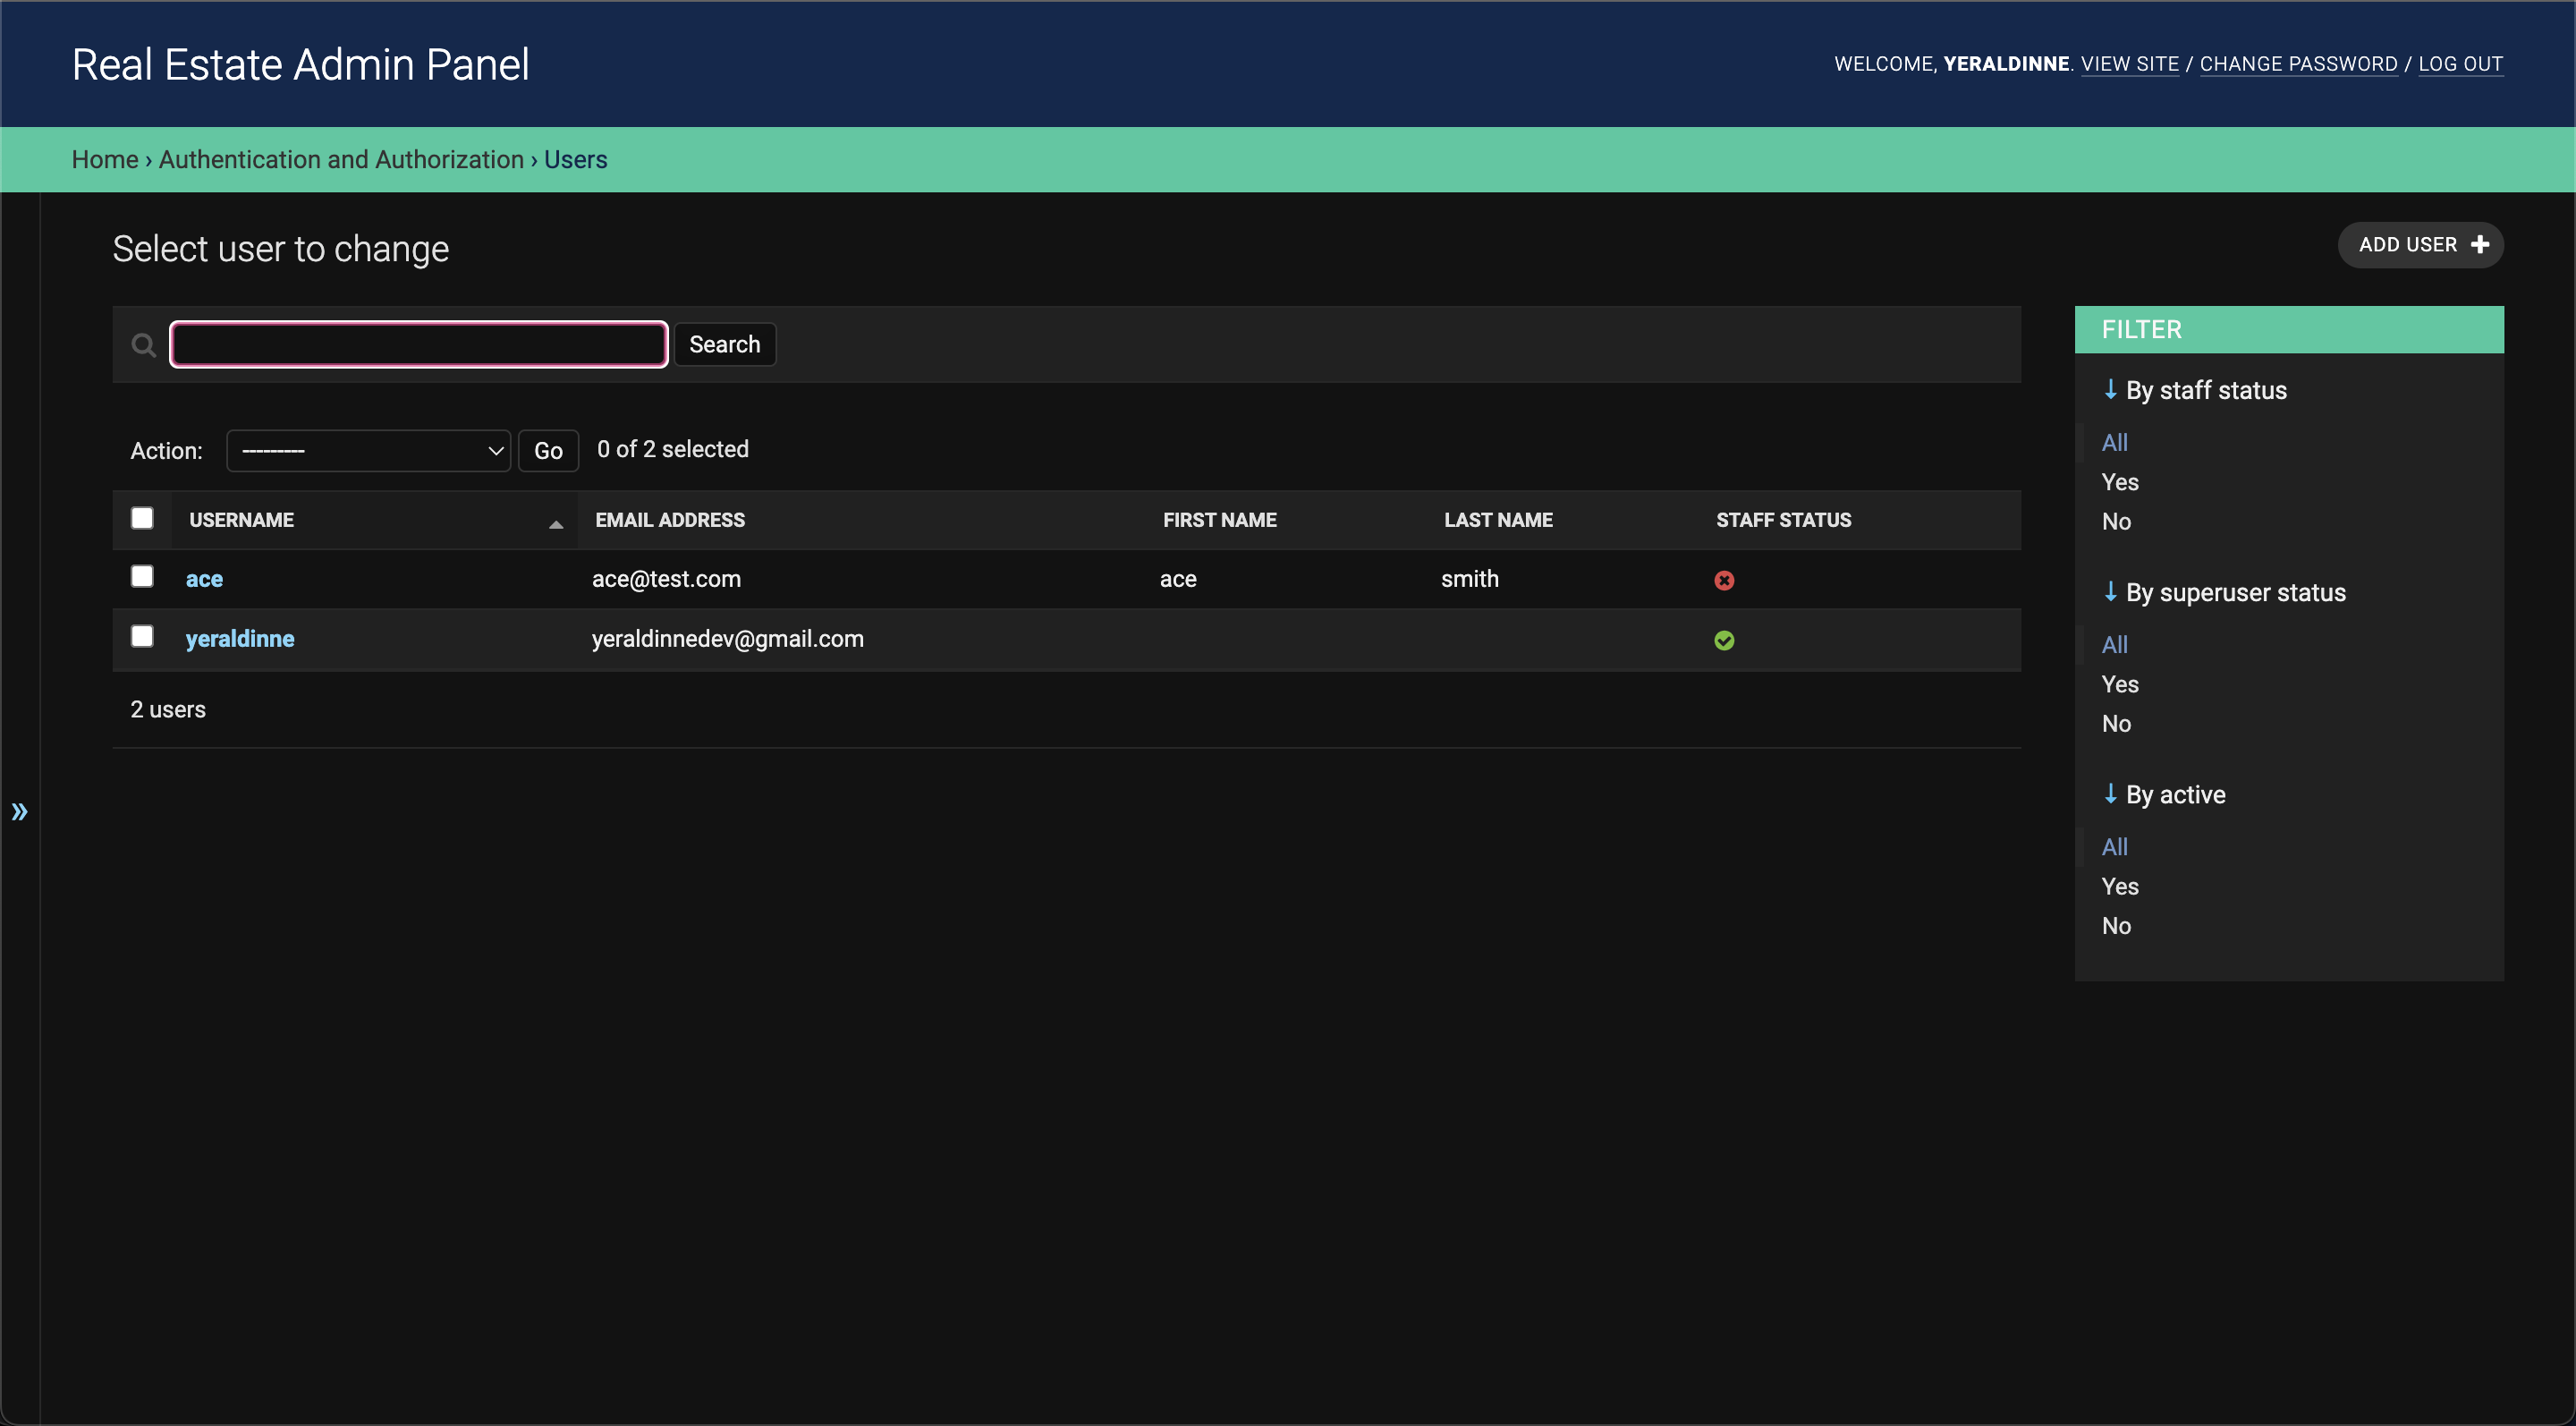 Real Estate Admin Panel
WELCOME, YERALDINNE. VIEW SITE / CHANGE PASSWORD / LOG OUT
Home › Authentication and Authorization › Users
Select user to change
ADD USER +
Search
Action: --------- Go 0 of 2 selected
USERNAME EMAIL ADDRESS FIRST NAME LAST NAME STAFF STATUS
ace ace@test.com ace smith
yeraldinne yeraldinnedev@gmail.com
2 users
»
FILTER
↓ By staff status
All
Yes
No
↓ By superuser status
All
Yes
No
↓ By active
All
Yes
No